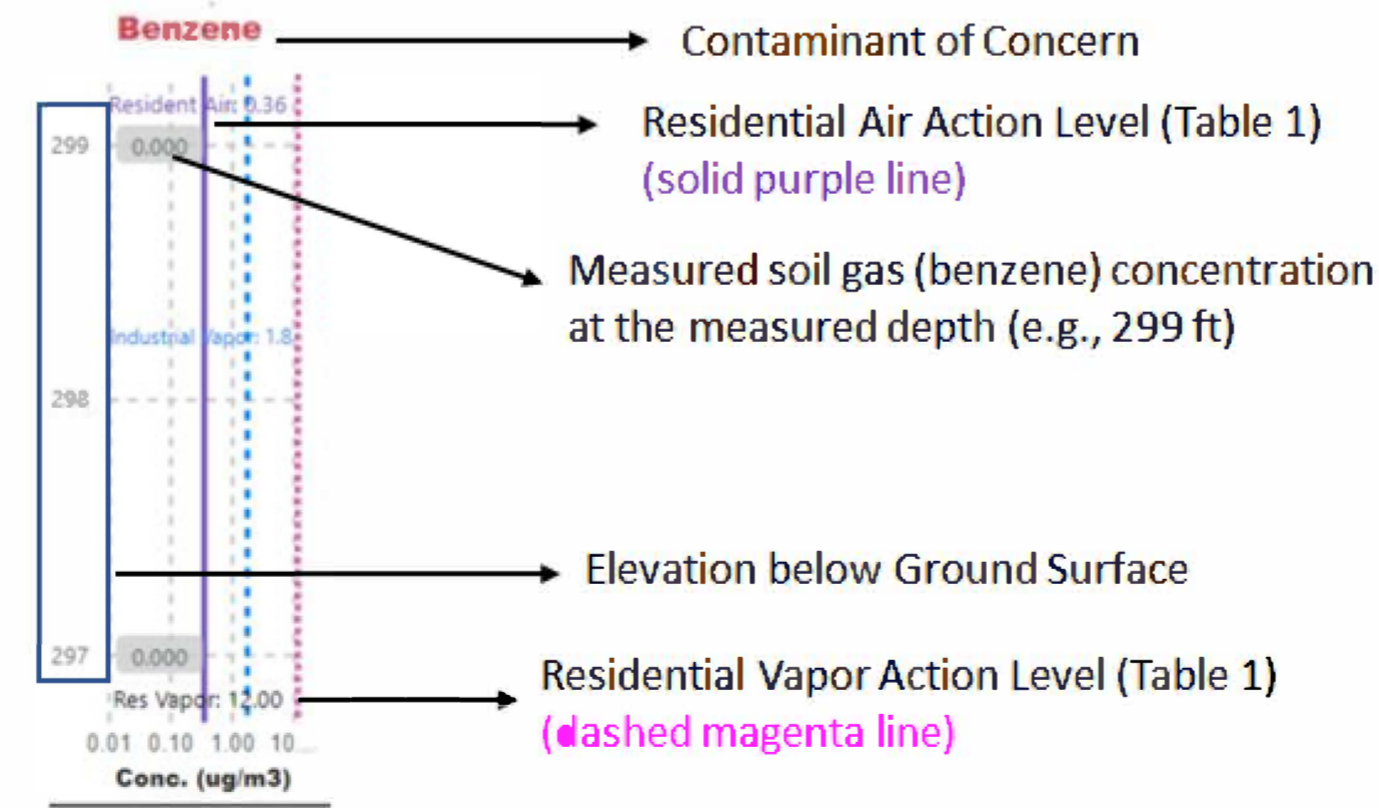 Benzene
Contaminant of Concern
Resident Air: 0.36
Residential Air Action Level (Table 1)
(solid purple line)
299
0.000
Measured soil gas (benzene) concentration
at the measured depth (e.g., 299 ft)
Industrial Vapor: 1.8
298
Elevation below Ground Surface
297
0.000
Residential Vapor Action Level (Table 1)
(dashed magenta line)
Res Vapor: 12.00
0.01 0.10 1.00 10...
Conc. (ug/m3)